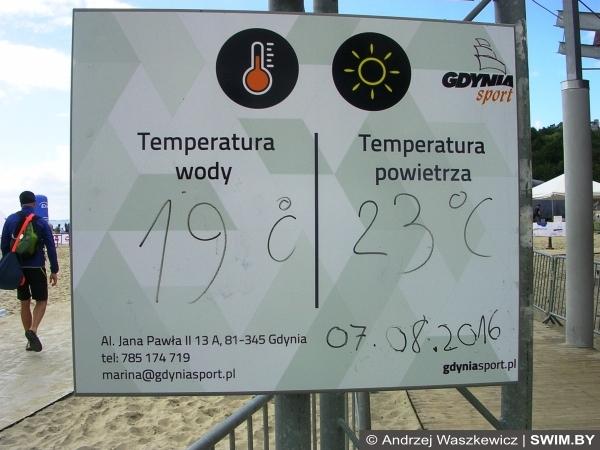 GDYNIA
sport
Temperatura
wody
Temperatura
powietrza
19 °C
23 °C
07.08.2016
Al. Jana Pawła II 13 A, 81-345 Gdynia
tel: 785 174 719
marina@gdyniasport.pl
gdyniasport.pl
© Andrzej Waszkewicz | SWIM.BY